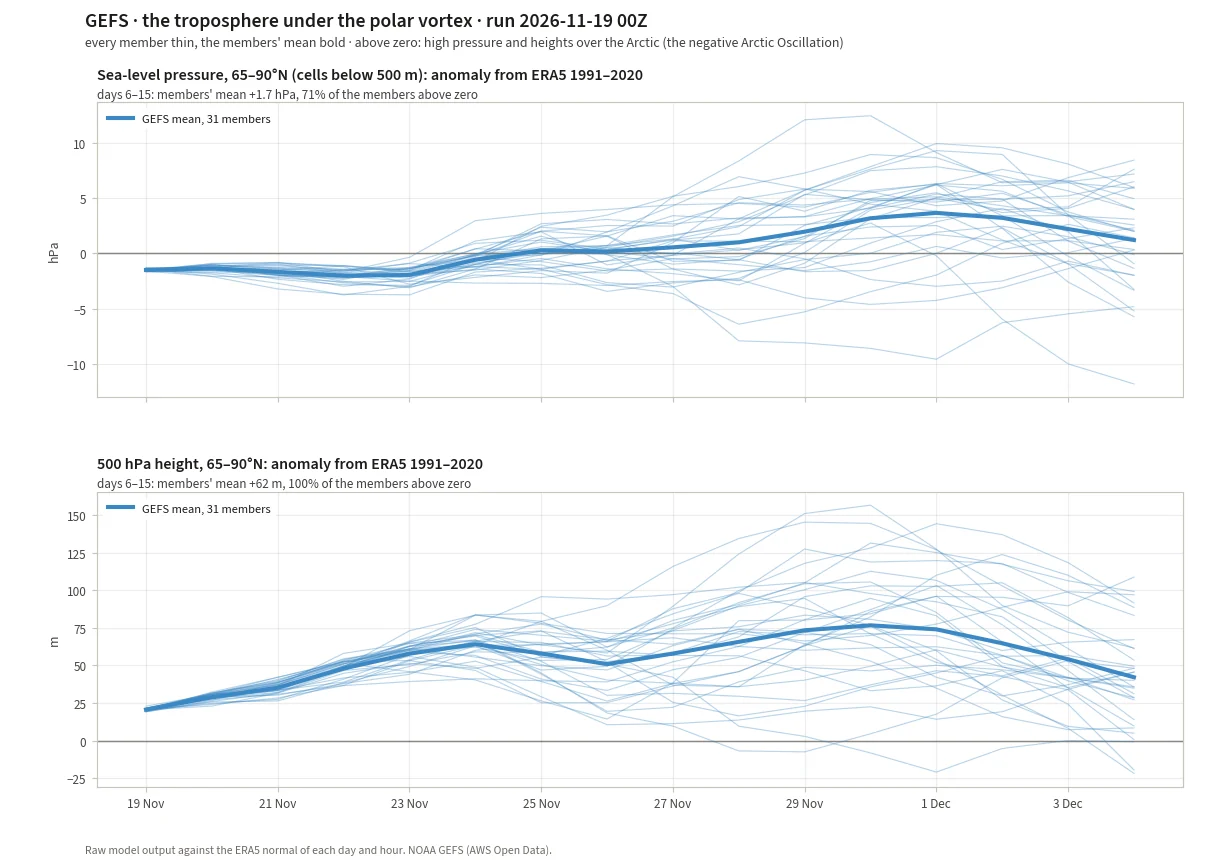 GEFS · the troposphere under the polar vortex · run 2026-11-19 00Z
every member thin, the members' mean bold · above zero: high pressure and heights over the Arctic (the negative Arctic Oscillation)
Sea-level pressure, 65–90°N (cells below 500 m): anomaly from ERA5 1991–2020
days 6–15: members' mean +1.7 hPa, 71% of the members above zero
GEFS mean, 31 members
10
5
0
−5
−10
hPa
500 hPa height, 65–90°N: anomaly from ERA5 1991–2020
days 6–15: members' mean +62 m, 100% of the members above zero
GEFS mean, 31 members
150
125
100
75
50
25
0
−25
m
19 Nov 21 Nov 23 Nov 25 Nov 27 Nov 29 Nov 1 Dec 3 Dec
Raw model output against the ERA5 normal of each day and hour. NOAA GEFS (AWS Open Data).